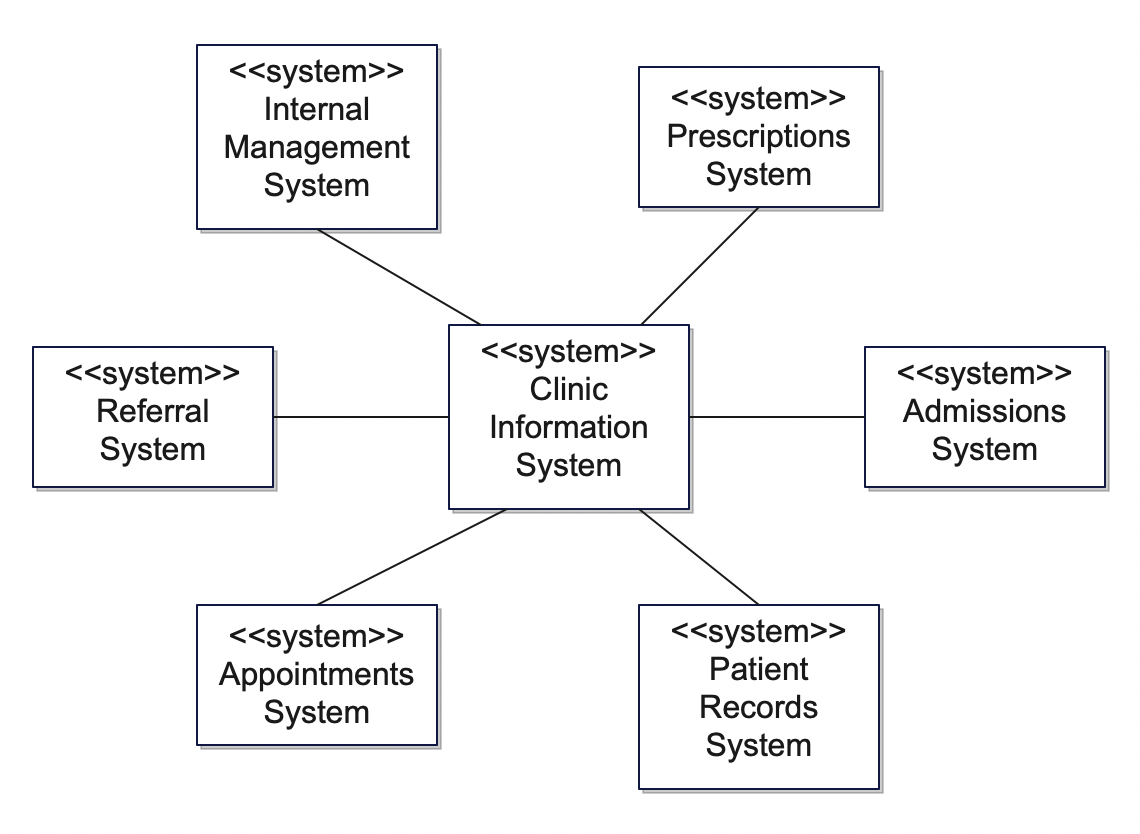 <<system>>
Internal
Management
System
<<system>>
Prescriptions
System
<<system>>
Referral
System
<<system>>
Clinic
Information
System
<<system>>
Admissions
System
<<system>>
Appointments
System
<<system>>
Patient
Records
System